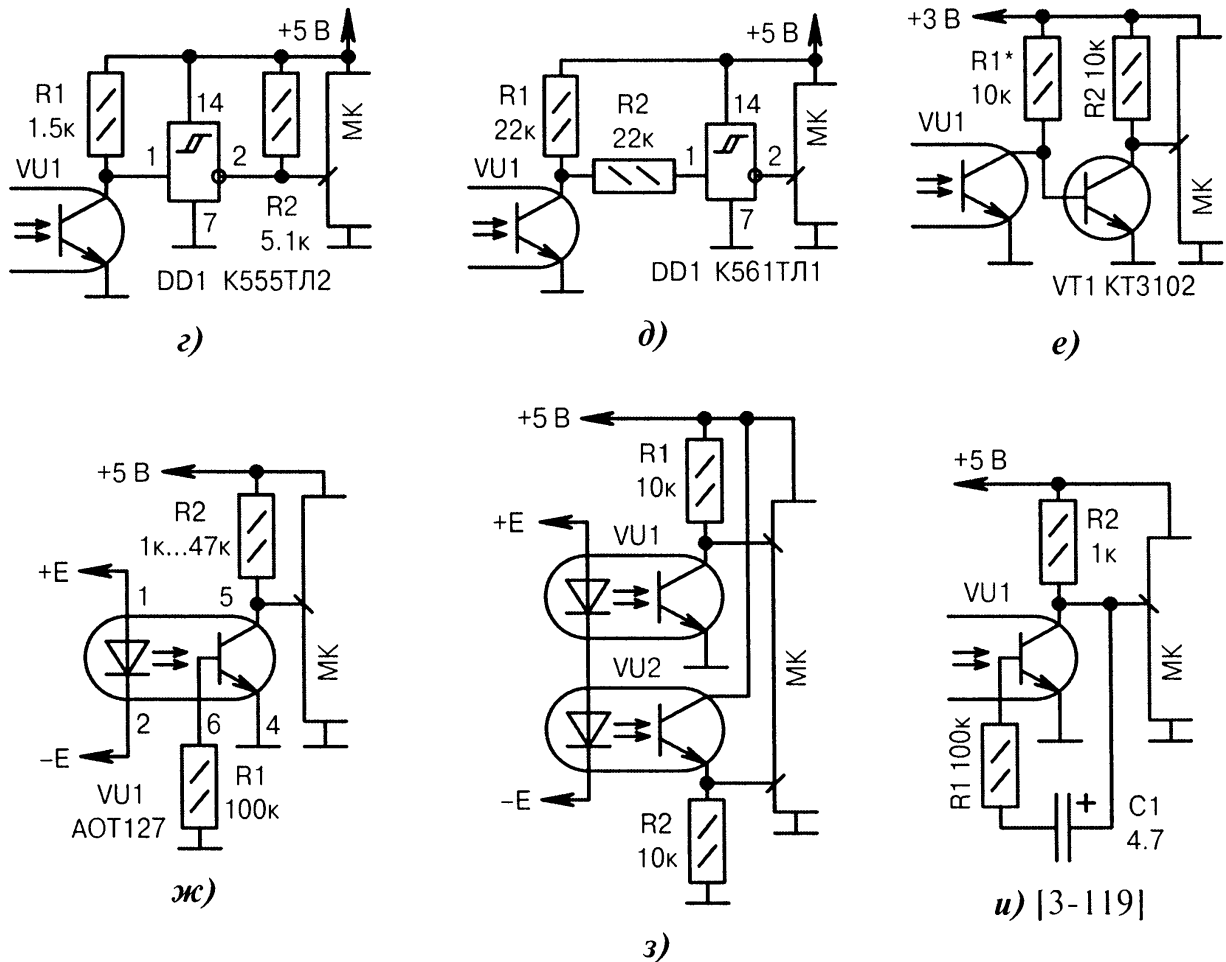 +5 В
R1
1.5к
14
1
2
МК
VU1
7
R2
5.1к
DD1 К555ТЛ2
г)
+5 В
R1
22к
R2
22к
14
1
2
МК
VU1
7
DD1 К561ТЛ1
д)
+3 В
R1*
10к
R2 10к
VU1
МК
VT1 КТ3102
е)
+5 В
R2
1к...47к
+E
1
5
МК
2
6
4
–E
R1
100к
VU1
АОТ127
ж)
+5 В
R1
10к
+E
VU1
VU2
МК
–E
R2
10к
з)
+5 В
R2
1к
VU1
МК
R1 100к
+
C1
4.7
и) [3-119]